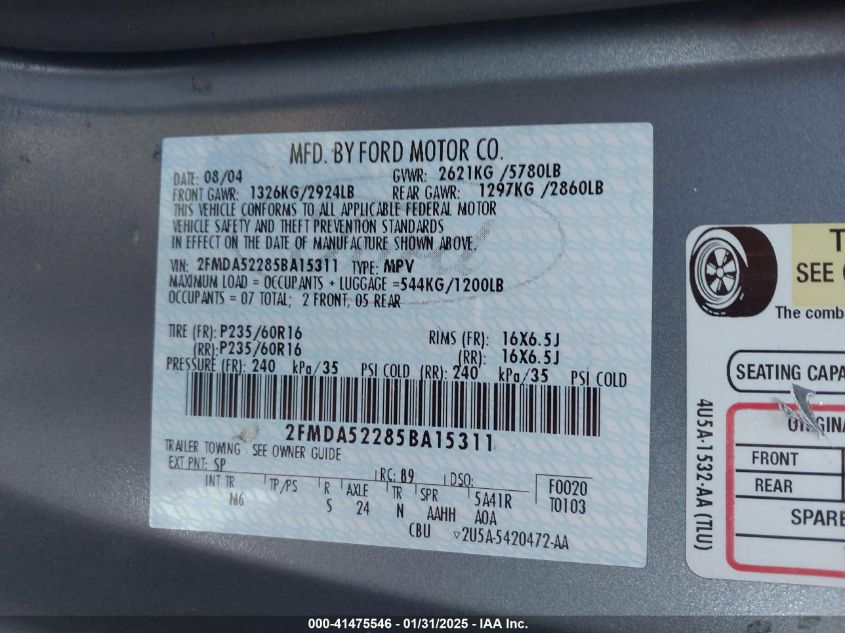 MFD. BY FORD MOTOR CO.
DATE: 08/04 GVWR: 2621KG /5780LB
FRONT GAWR: 1326KG/2924LB REAR GAWR: 1297KG /2860LB
THIS VEHICLE CONFORMS TO ALL APPLICABLE FEDERAL MOTOR
VEHICLE SAFETY AND THEFT PREVENTION STANDARDS
IN EFFECT ON THE DATE OF MANUFACTURE SHOWN ABOVE.
VIN: 2FMDA52285BA15311 TYPE: MPV
MAXIMUM LOAD = OCCUPANTS + LUGGAGE =544KG/1200LB
OCCUPANTS = 07 TOTAL; 2 FRONT, 05 REAR
TIRE (FR):P235/60R16 RIMS (FR): 16X6.5J
(RR):P235/60R16 (RR): 16X6.5J
PRESSURE (FR): 240 kPa/35 PSI COLD (RR): 240 kPa/35 PSI COLD
2FMDA52285BA15311
TRAILER TOWING - SEE OWNER GUIDE
EXT PNT: SP RC: 89 DSO: F0020
INT TR TP/PS R AXLE TR SPR 5A41R T0103
M6 S 24 N AAHH A0A
CBU 2U5A-5420472-AA
SEE
The comb
SEATING CAPA
ORIGINA
FRONT
REAR
SPARE
4U5A-1532-AA (TLU)
000-41475546 - 01/31/2025 - IAA Inc.